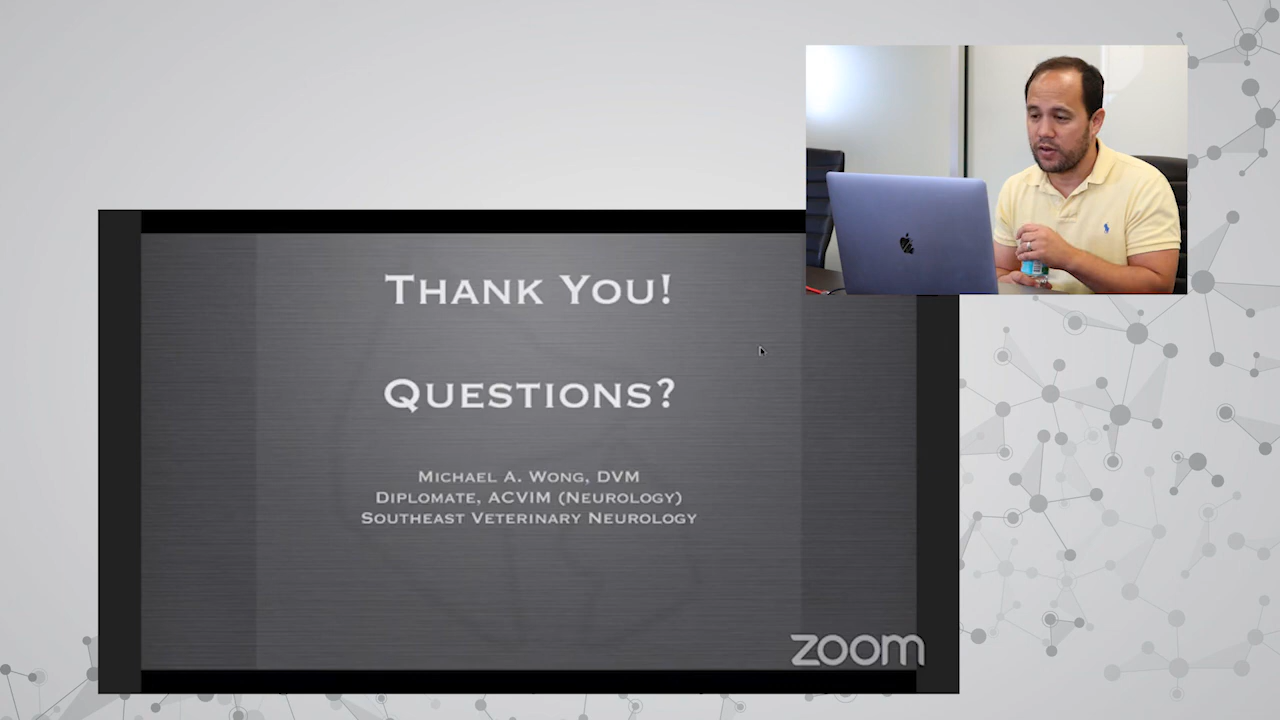 Thank You!
Questions?
Michael A. Wong, DVM
Diplomate, ACVIM (Neurology)
Southeast Veterinary Neurology
zoom